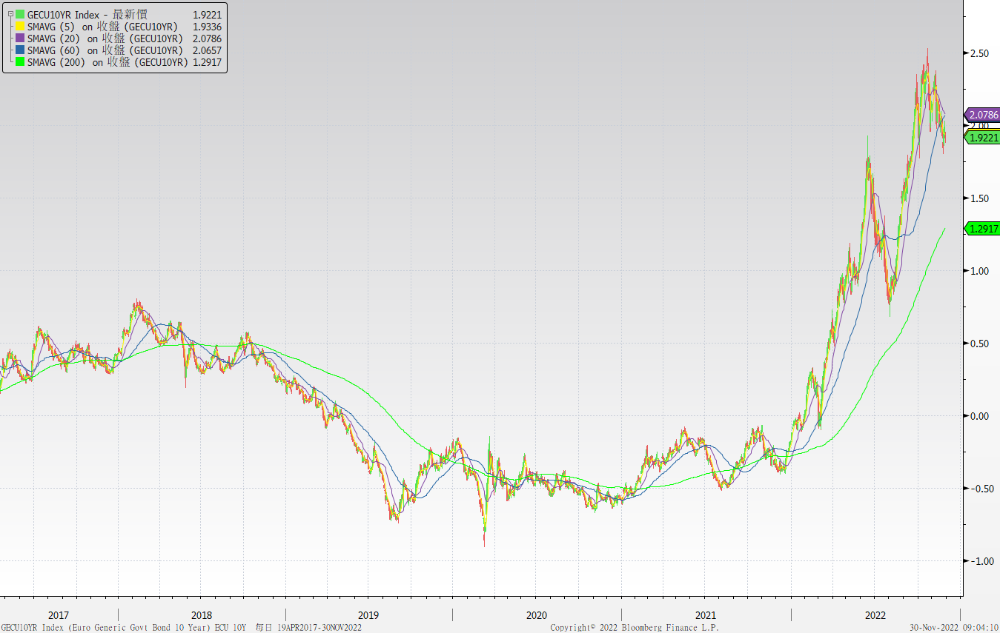 GECU10YR Index - 最新價 1.9221
SMAVG (5) on 收盤 (GECU10YR) 1.9336
SMAVG (20) on 收盤 (GECU10YR) 2.0786
SMAVG (60) on 收盤 (GECU10YR) 2.0657
SMAVG (200) on 收盤 (GECU10YR) 1.2917
2.50
2.0786
2.00
1.9221
1.50
1.2917
1.00
0.50
0.00
-0.50
-1.00
2017 2018 2019 2020 2021 2022
GECU10YR Index (Euro Generic Govt Bond 10 Year) ECU 10Y 每日 19APR2017-30NOV2022 Copyright© 2022 Bloomberg Finance L.P. 30-Nov-2022 09:04:10